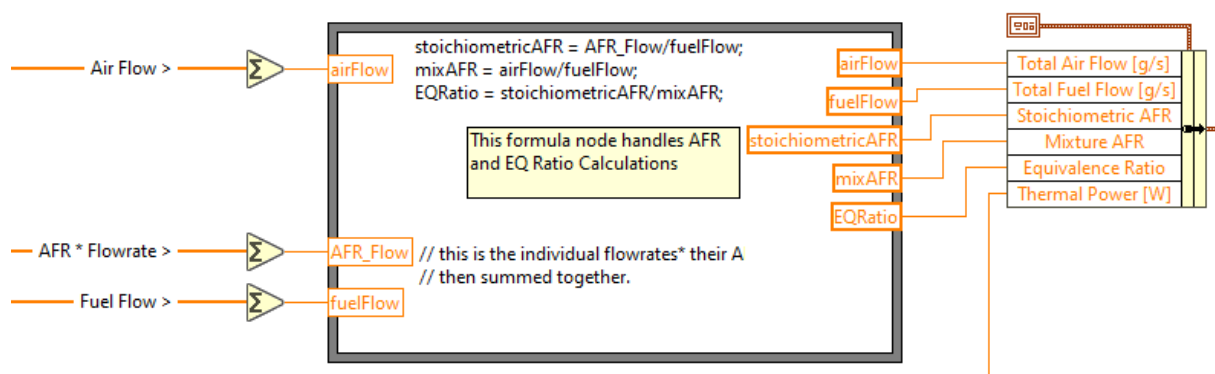 stoichiometricAFR = AFR_Flow/fuelFlow;
mixAFR = airFlow/fuelFlow;
EQRatio = stoichiometricAFR/mixAFR;
Air Flow >
Σ
airFlow
This formula node handles AFR
and EQ Ratio Calculations
airFlow
fuelFlow
stoichiometricAFR
mixAFR
EQRatio
Total Air Flow [g/s]
Total Fuel Flow [g/s]
Stoichiometric AFR
Mixture AFR
Equivalence Ratio
Thermal Power [W]
AFR * Flowrate >
Σ
AFR_Flow
// this is the individual flowrates* their A
// then summed together.
Fuel Flow >
Σ
fuelFlow